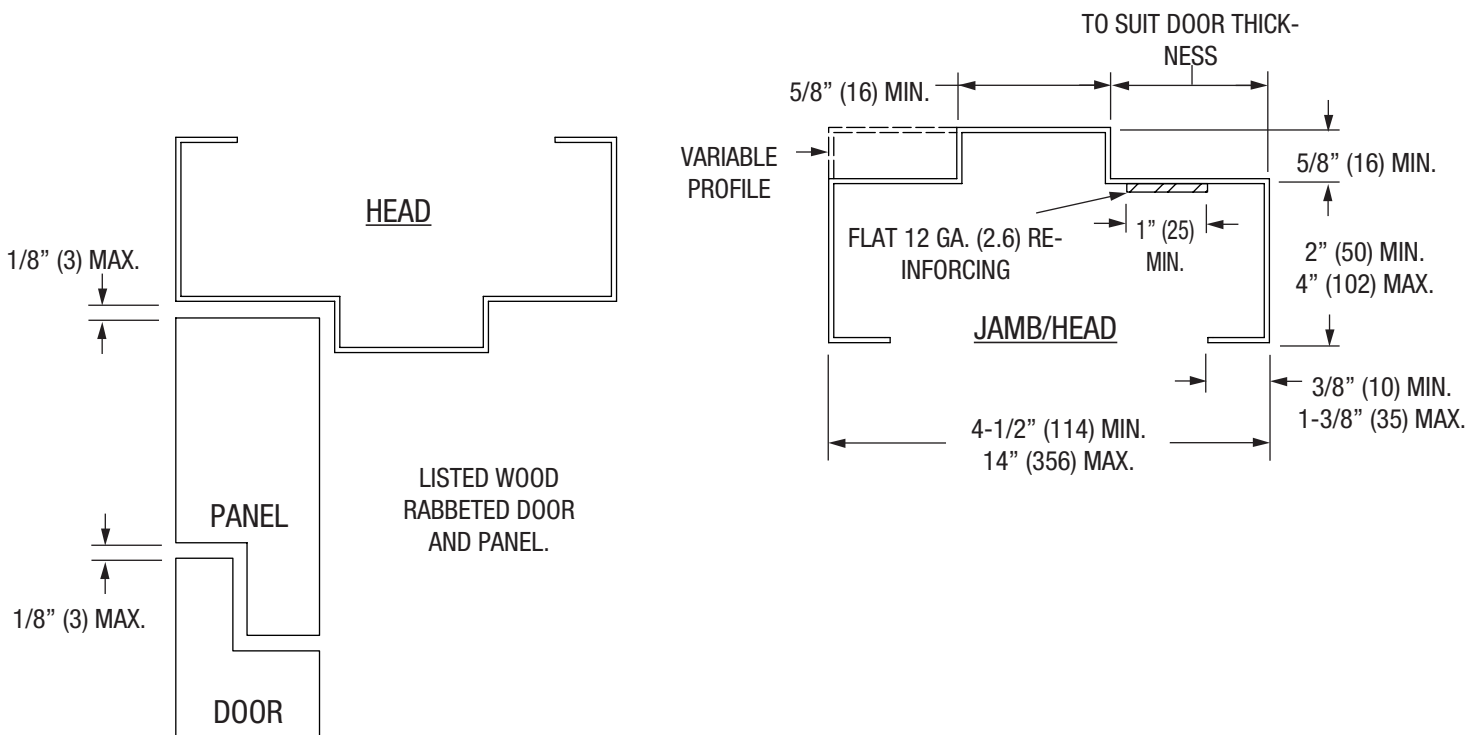 HEAD
1/8” (3) MAX.
PANEL
LISTED WOOD
RABBETED DOOR
AND PANEL.
1/8” (3) MAX.
DOOR
TO SUIT DOOR THICK-
NESS
5/8” (16) MIN.
VARIABLE
PROFILE
5/8” (16) MIN.
FLAT 12 GA. (2.6) RE-
INFORCING
1” (25)
MIN.
2” (50) MIN.
4” (102) MAX.
JAMB/HEAD
3/8” (10) MIN.
1-3/8” (35) MAX.
4-1/2” (114) MIN.
14” (356) MAX.